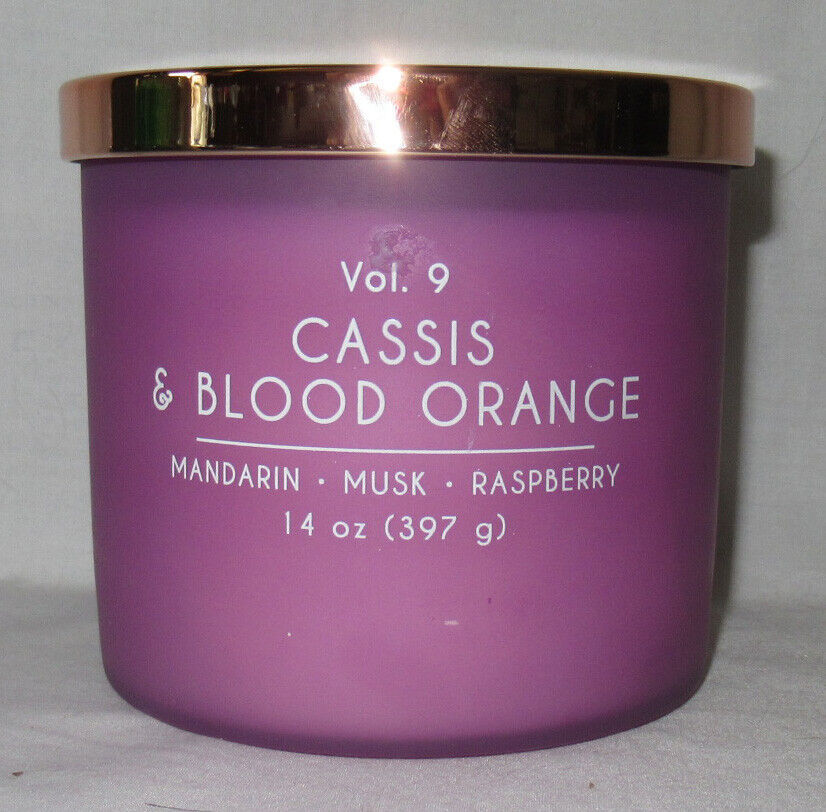 Vol. 9
CASSIS
& BLOOD ORANGE
MANDARIN • MUSK • RASPBERRY
14 oz (397 g)